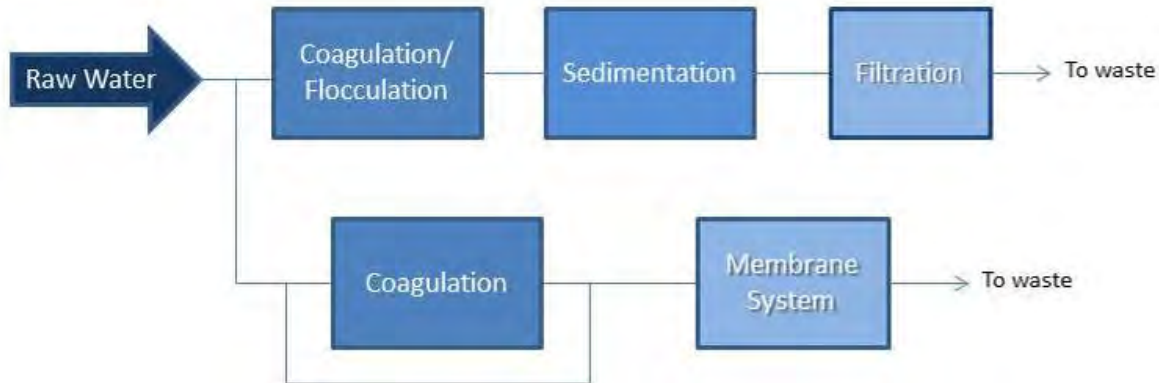 Raw Water
Coagulation/
Flocculation
Sedimentation
Filtration
To waste
Coagulation
Membrane
System
To waste